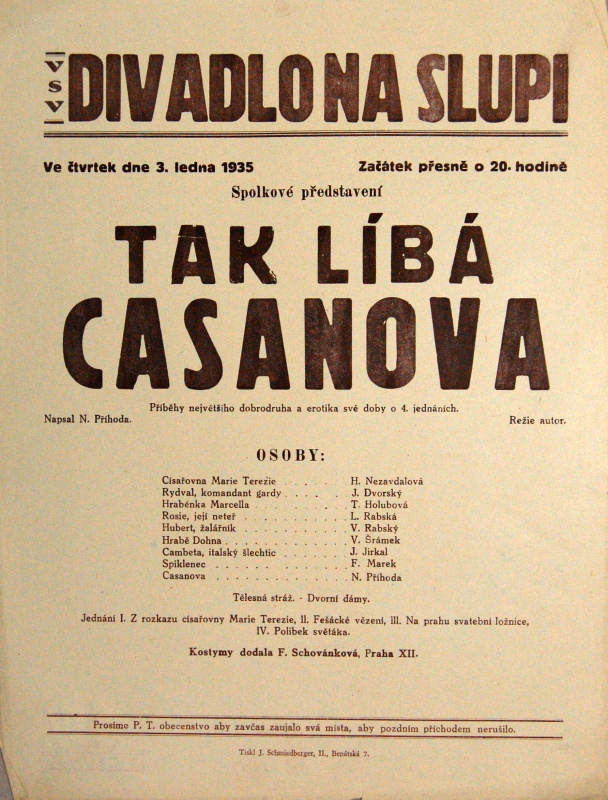 VSV DIVADLO NA SLUPI
Ve čtvrtek dne 3. ledna 1935 Začátek přesně o 20. hodině
Spolkové představení
TAK LÍBÁ
CASANOVA
Příběhy největšího dobrodruha a erotika své doby o 4. jednáních.
Napsal N. Příhoda. Režie autor.
OSOBY:
Císařovna Marie Terezie . . . . . H. Nezavdalová
Rydval, komandant gardy . . . . . J. Dvorský
Hraběnka Marcella . . . . . . . . T. Holubová
Rosie, její neteř . . . . . . . . . . L. Rabská
Hubert, žalářník . . . . . . . . . . V. Rabský
Hrabě Dohna . . . . . . . . . . . . V. Šrámek
Cambeta, italský šlechtic . . . . . . J. Jirkal
Spiklenec . . . . . . . . . . . . F. Marek
Casanova . . . . . . . . . . . . . N. Příhoda
Tělesná stráž. - Dvorní dámy.
Jednání I. Z rozkazu císařovny Marie Terezie, II. Fešácké vězení, III. Na prahu svatební ložnice,
IV. Polibek světáka.
Kostymy dodala F. Schovánková, Praha XII.
Prosíme P. T. obecenstvo aby zavčas zaujalo svá místa, aby pozdním příchodem nerušilo.
Tiskl J. Schmiedberger, II., Benátská 7.